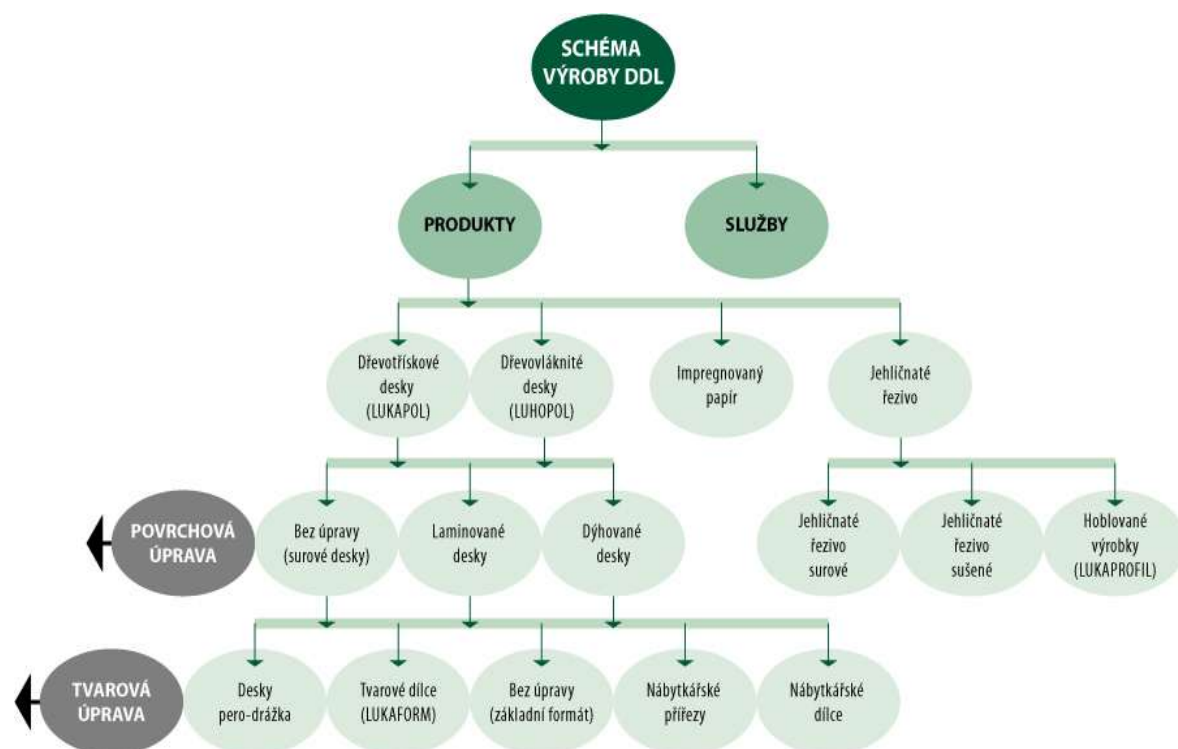 SCHÉMA
VÝROBY DDL
PRODUKTY
SLUŽBY
Dřevotřískové
desky
(LUKAPOL)
Dřevovláknité
desky
(LUHOPOL)
Impregnovaný
papír
Jehličnaté
řezivo
POVRCHOVÁ
ÚPRAVA
Bez úpravy
(surové desky)
Laminované
desky
Dýhované
desky
Jehličnaté
řezivo
surové
Jehličnaté
řezivo
sušené
Hoblované
výrobky
(LUKAPROFIL)
TVAROVÁ
ÚPRAVA
Desky
pero-drážka
Tvarové dílce
(LUKAFORM)
Bez úpravy
(základní formát)
Nábytkářské
přířezy
Nábytkářské
dílce